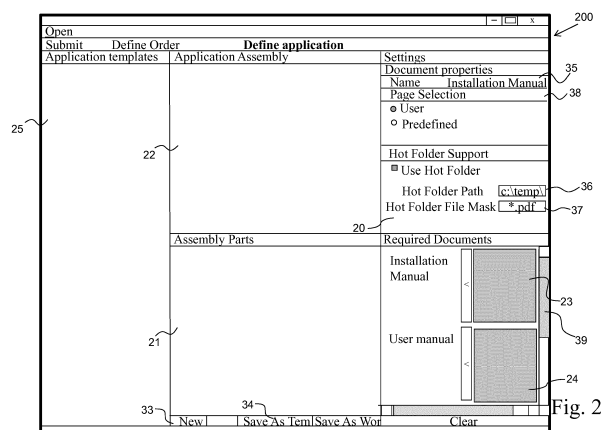 – x
200
Open
Submit Define Order Define application
Application templates Application Assembly Settings
Document properties
35
Name Installation Manual
Page Selection 38
25
User
Predefined
22
Hot Folder Support
Use Hot Folder
Hot Folder Path c:\temp\ 36
Hot Folder File Mask *.pdf 37
20
Assembly Parts Required Documents
Installation
Manual
<
23
39
21
User manual
<
24
33 34
New Save As Tem Save As Wor Clear
Fig. 2